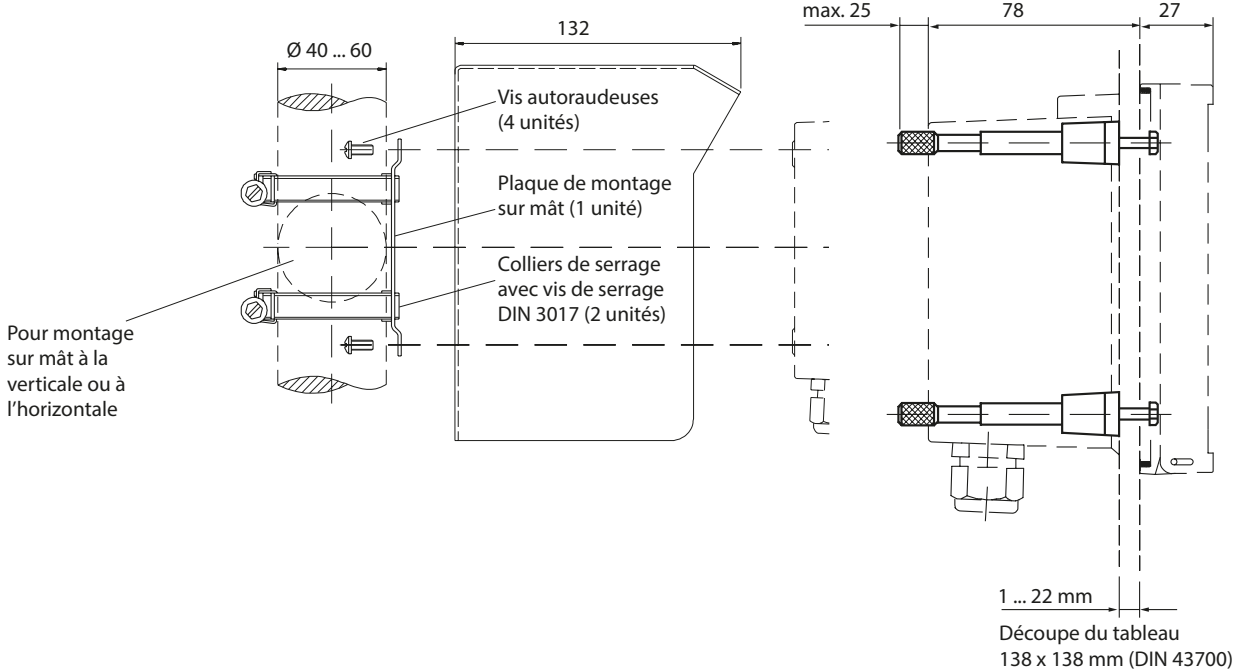 Ø 40 ... 60
132
Vis autoraudeuses
(4 unités)
Plaque de montage
sur mât (1 unité)
Colliers de serrage
avec vis de serrage
DIN 3017 (2 unités)
Pour montage
sur mât à la
verticale ou à
l’horizontale
max. 25
78
27
1 ... 22 mm
Découpe du tableau
138 x 138 mm (DIN 43700)